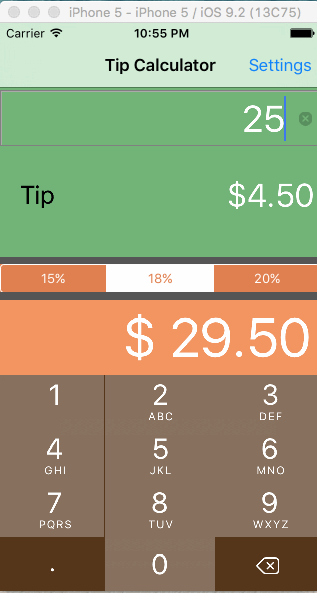 iPhone 5 - iPhone 5 / iOS 9.2 (13C75)
Carrier 10:55 PM
Tip Calculator Settings
25
Tip $4.50
15% 18% 20%
$ 29.50
1 2 3
ABC DEF
4 5 6
GHI JKL MNO
7 8 9
PQRS TUV WXYZ
. 0